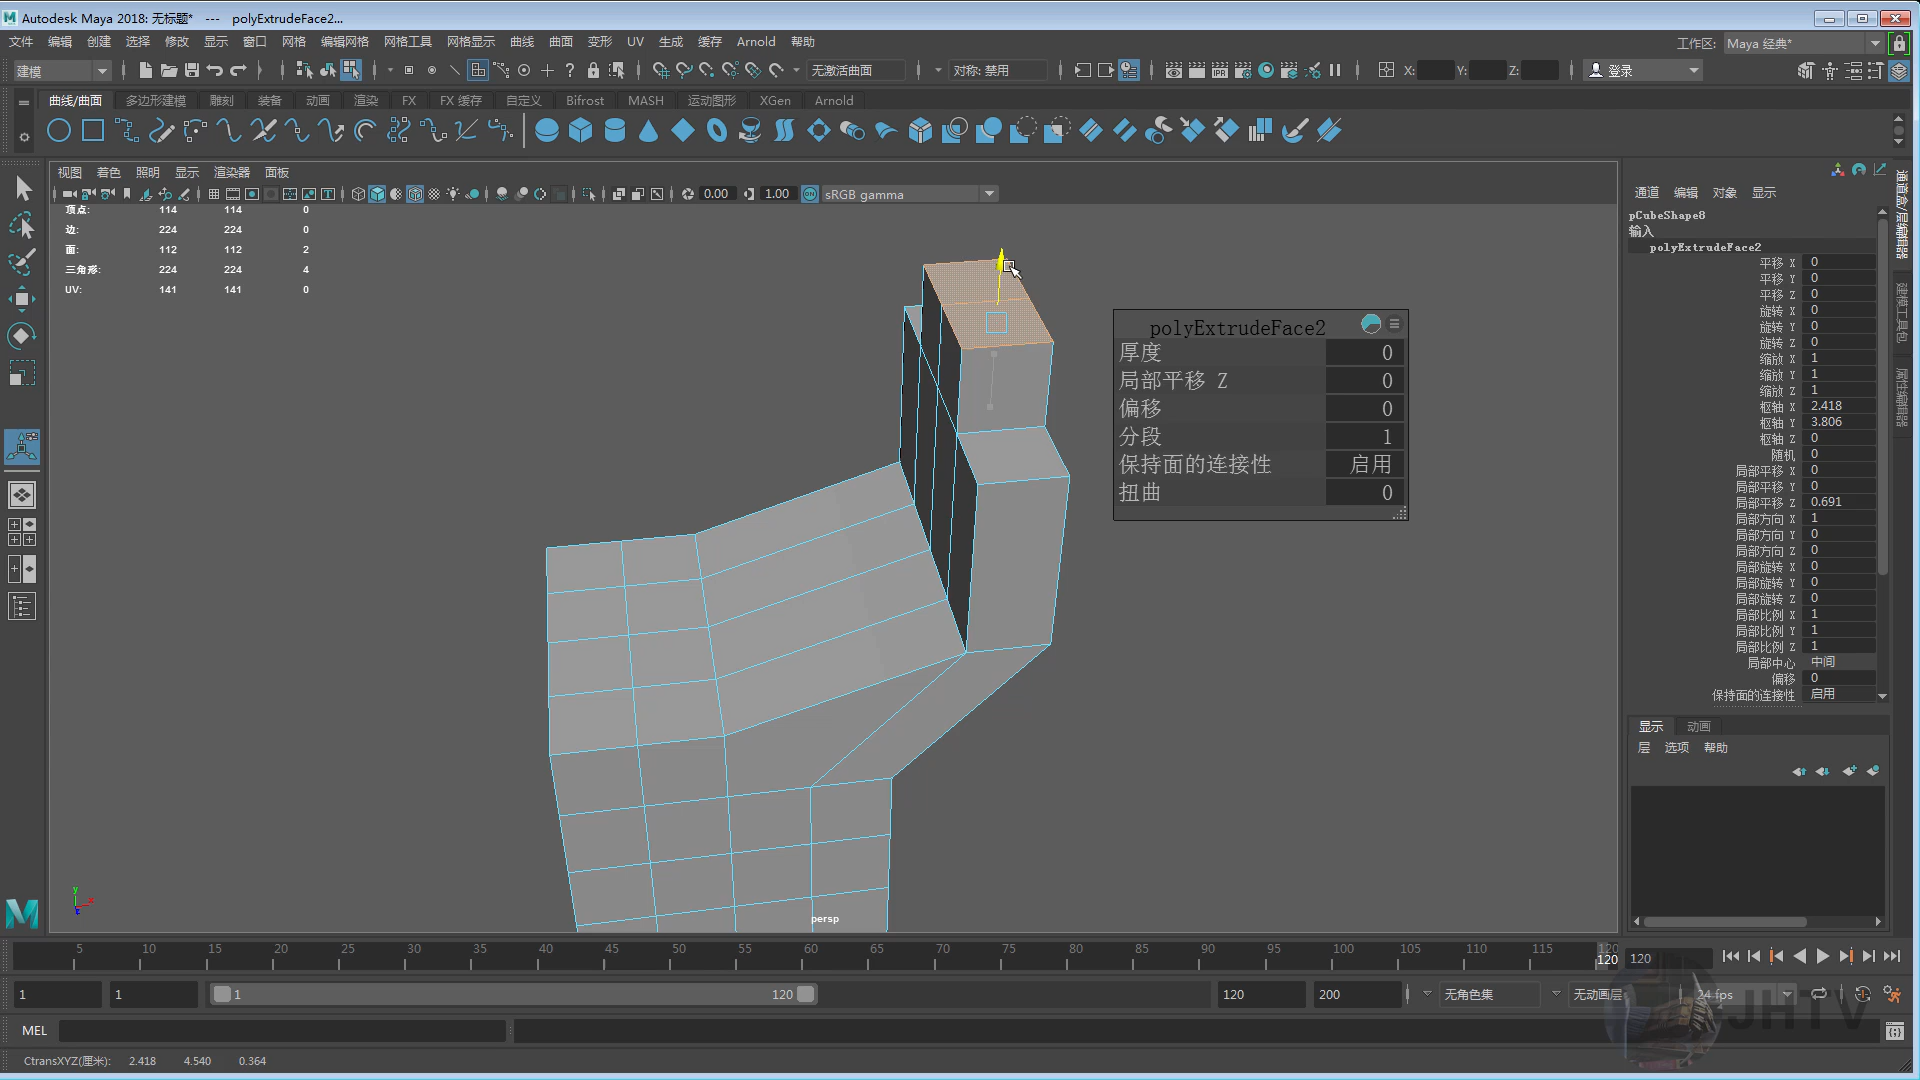 Autodesk Maya 2018: 无标题* --- polyExtrudeFace2...
文件 编辑 创建 选择 修改 显示 窗口 网格 编辑网格 网格工具 网格显示 曲线 曲面 变形 UV 生成 缓存 Arnold 帮助
工作区: Maya 经典*
建模 无激活曲面 对称: 禁用 X: Y: Z: 登录
曲线/曲面 多边形建模 雕刻 装备 动画 渲染 FX FX 缓存 自定义 Bifrost MASH 运动图形 XGen Arnold
视图 着色 照明 显示 渲染器 面板
0.00 1.00 sRGB gamma
顶点: 114 114 0
边: 224 224 0
面: 112 112 2
三角形: 224 224 4
UV: 141 141 0
polyExtrudeFace2
厚度 0
局部平移 Z 0
偏移 0
分段 1
保持面的连接性 启用
扭曲 0
persp
y x z
通道 编辑 对象 显示
pCubeShape8
输入
polyExtrudeFace2
平移 X 0
平移 Y 0
平移 Z 0
旋转 X 0
旋转 Y 0
旋转 Z 0
缩放 X 1
缩放 Y 1
缩放 Z 1
枢轴 X 2.418
枢轴 Y 3.806
枢轴 Z 0
随机 0
局部平移 X 0
局部平移 Y 0
局部平移 Z 0.691
局部方向 X 1
局部方向 Y 0
局部方向 Z 0
局部旋转 X 0
局部旋转 Y 0
局部旋转 Z 0
局部比例 X 1
局部比例 Y 1
局部比例 Z 1
局部中心 中间
偏移 0
保持面的连接性 启用
通道盒/层编辑器
建模工具包
属性编辑器
显示 动画
层 选项 帮助
5 10 15 20 25 30 35 40 45 50 55 60 65 70 75 80 85 90 95 100 105 110 115 120
120 120
1 1 1 120 120 200 无角色集 无动画层 24 fps
MEL
CtransXYZ(厘米): 2.418 4.540 0.364
JHTV